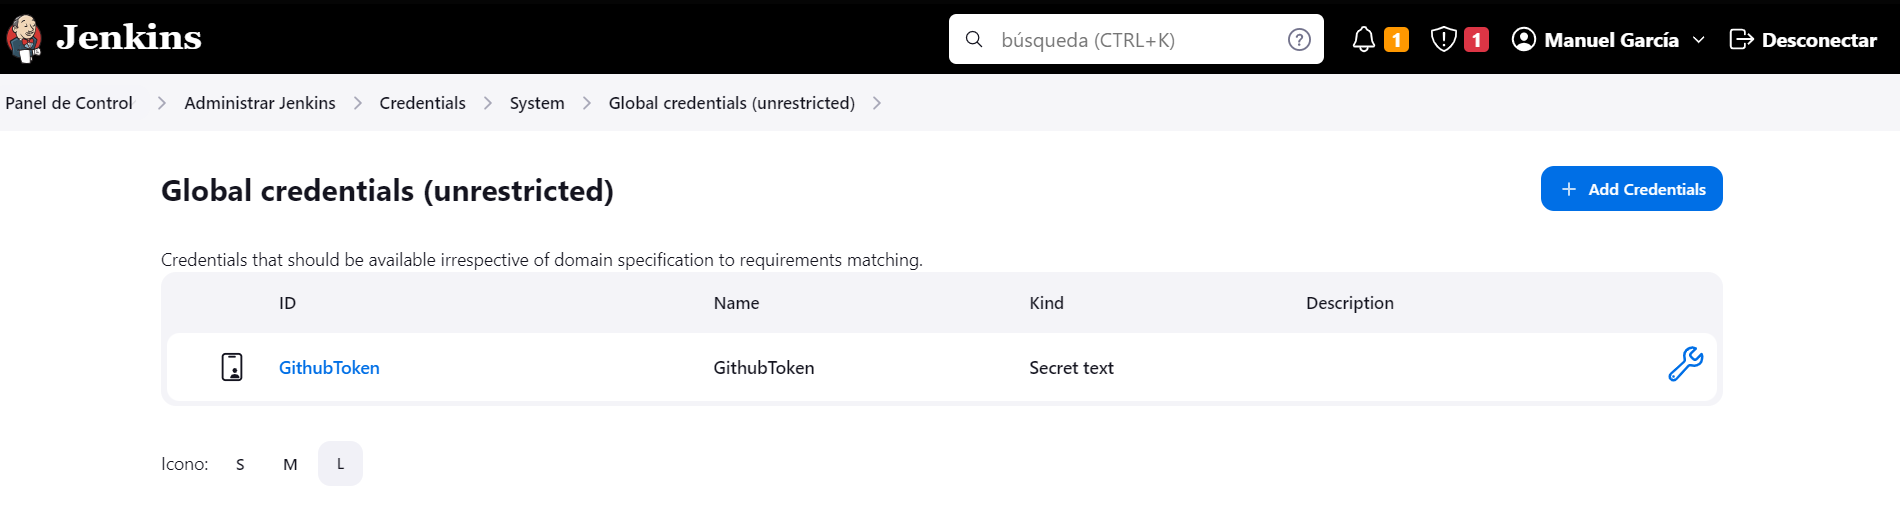 Jenkins búsqueda (CTRL+K) ? 1 1 Manuel García Desconectar
Panel de Control Administrar Jenkins Credentials System Global credentials (unrestricted)
Global credentials (unrestricted) + Add Credentials
Credentials that should be available irrespective of domain specification to requirements matching.
ID Name Kind Description
GithubToken GithubToken Secret text
Icono: S M L